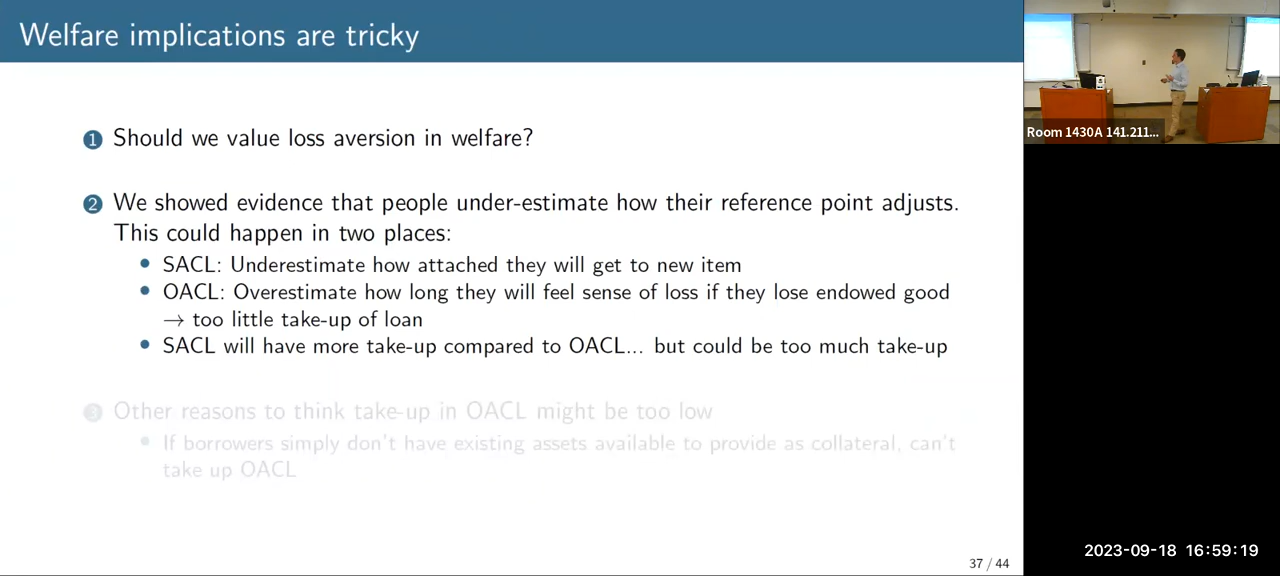 Welfare implications are tricky
1 Should we value loss aversion in welfare?
2 We showed evidence that people under-estimate how their reference point adjusts.
This could happen in two places:
• SACL: Underestimate how attached they will get to new item
• OACL: Overestimate how long they will feel sense of loss if they lose endowed good
→ too little take-up of loan
• SACL will have more take-up compared to OACL... but could be too much take-up
3 Other reasons to think take-up in OACL might be too low
• If borrowers simply don't have existing assets available to provide as collateral, can't
take up OACL
37 / 44
Room 1430A 141.211...
2023-09-18 16:59:19